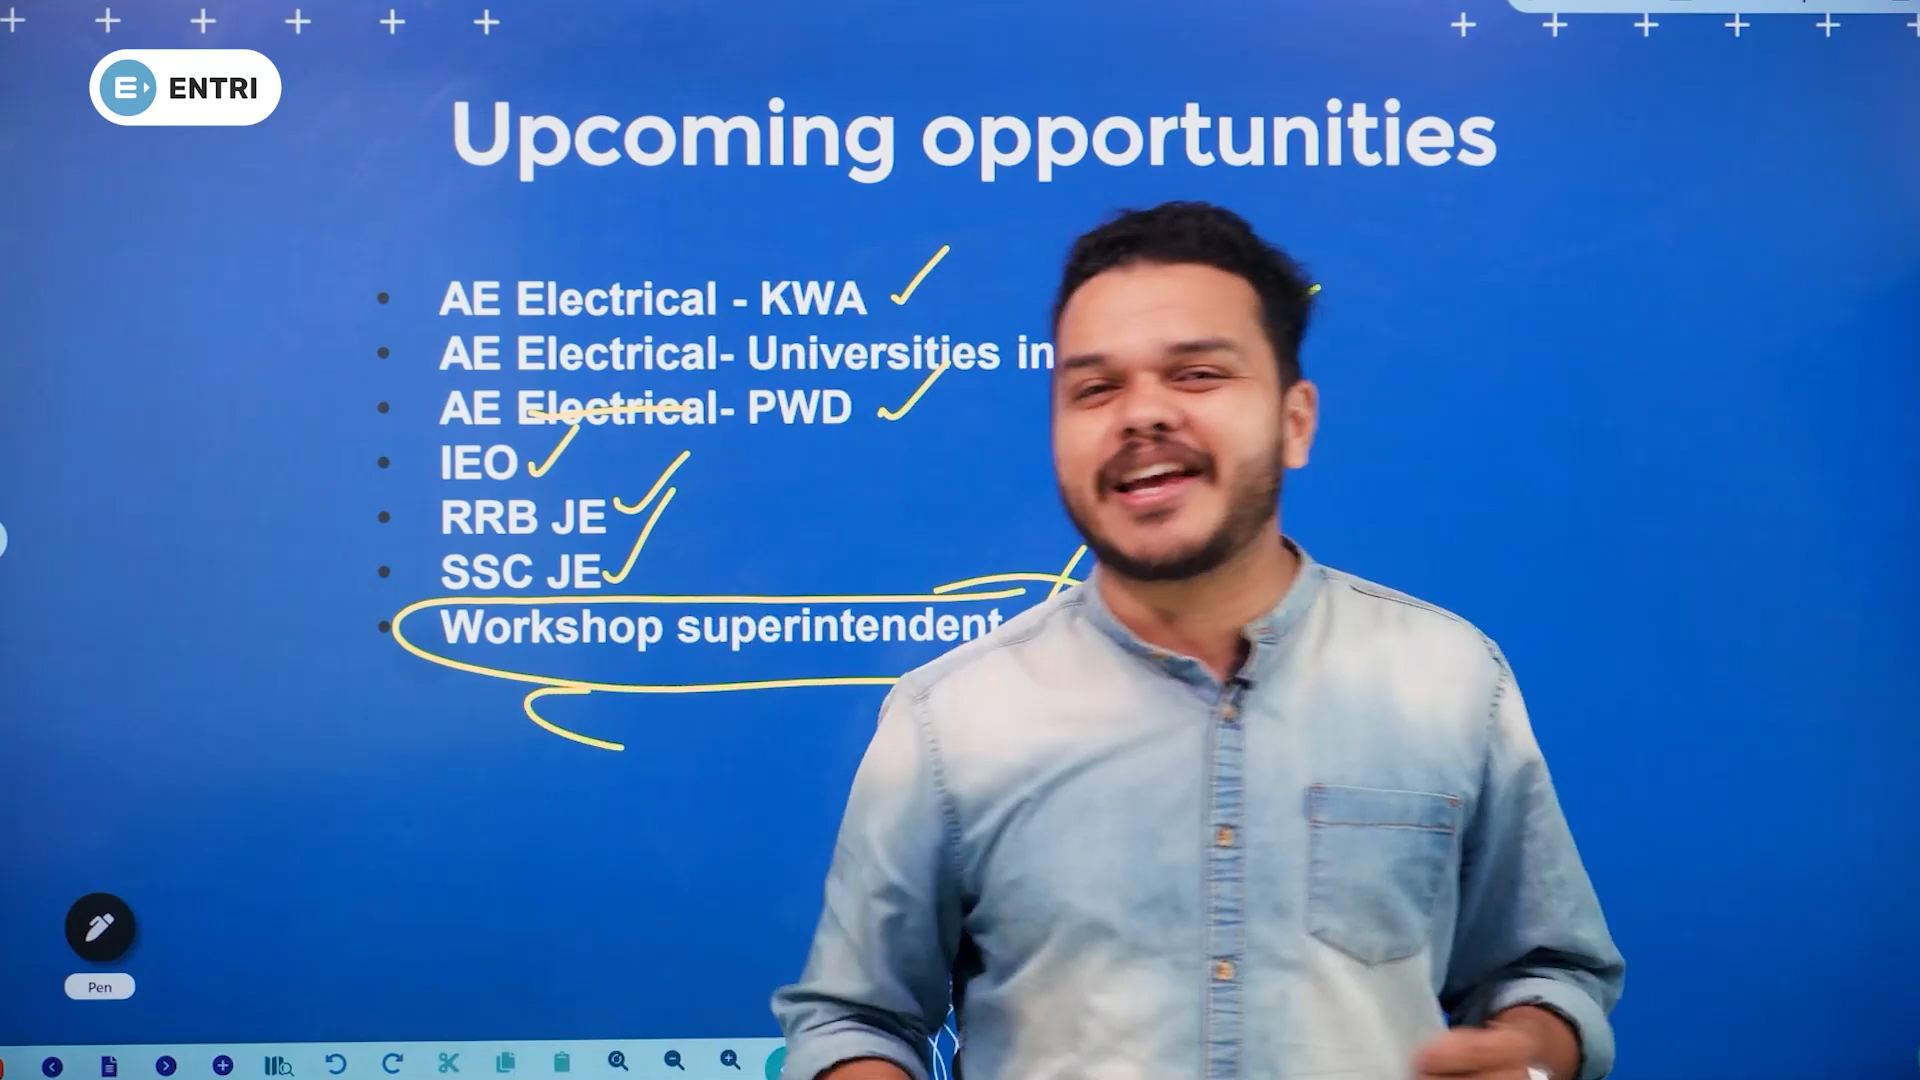 ENTRI
Upcoming opportunities
AE Electrical - KWA
AE Electrical- Universities in
AE Electrical- PWD
IEO
RRB JE
SSC JE
Workshop superintendent
Pen